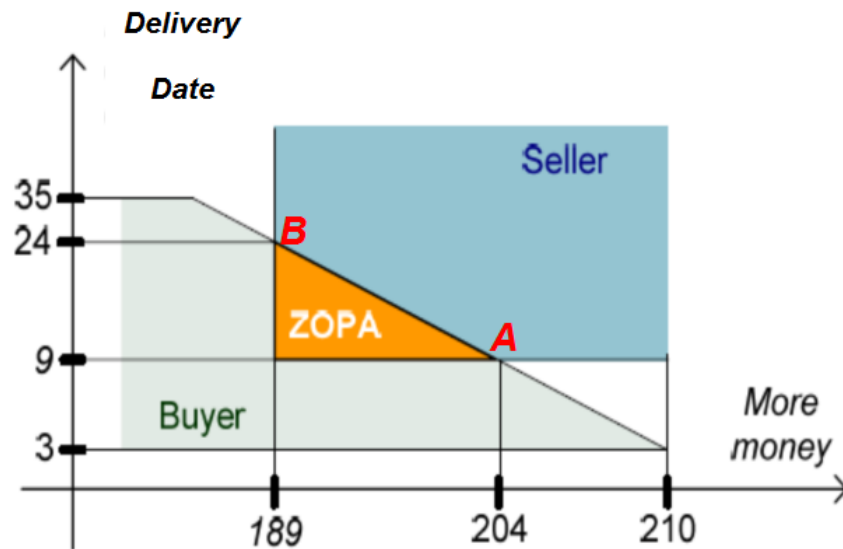 Delivery
Date
Seller
35
24
B
ZOPA
A
9
Buyer
More
money
3
189
204
210